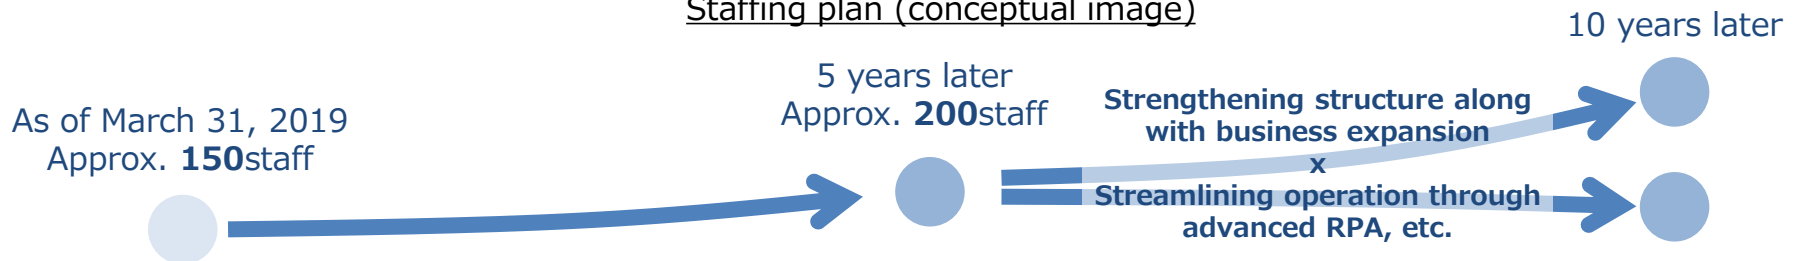 Staffing plan (conceptual image)
As of March 31, 2019
Approx. 150staff
5 years later
Approx. 200staff
Strengthening structure along
with business expansion
x
Streamlining operation through
advanced RPA, etc.
10 years later